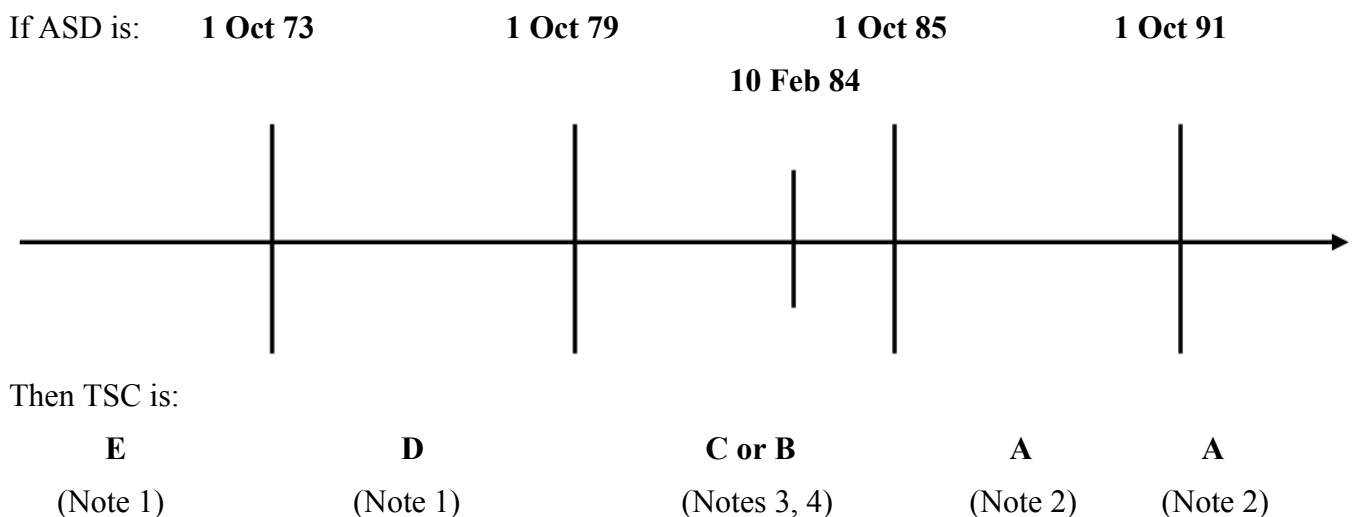 If ASD is: 1 Oct 73 1 Oct 79 1 Oct 85 1 Oct 91
10 Feb 84
Then TSC is:
E D C or B A A
(Note 1) (Note 1) (Notes 3, 4) (Note 2) (Note 2)